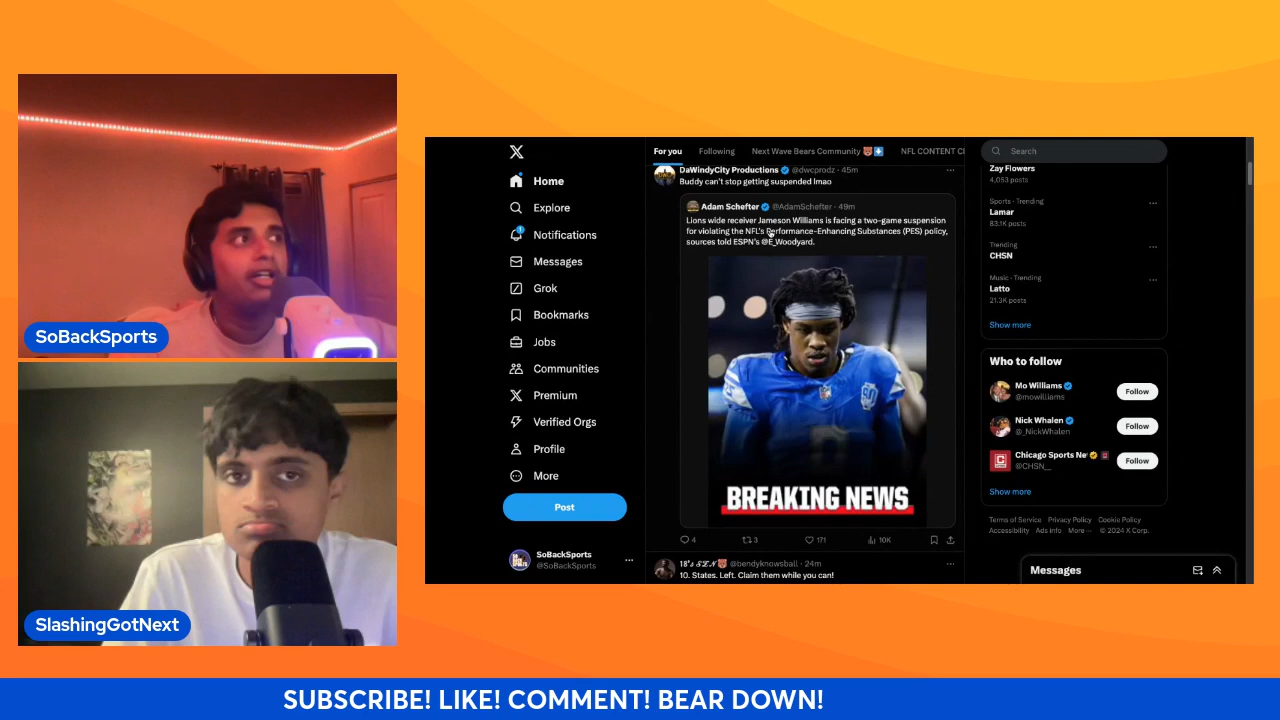 SoBackSports
SlashingGotNext
Home
Explore
Notifications
Messages
Grok
Bookmarks
Jobs
Communities
Premium
Verified Orgs
Profile
More
Post
SoBackSports
@SoBackSports
For you Following Next Wave Bears Community NFL CONTENT C
DaWindyCity Productions @dwcprodz · 45m
Buddy can't stop getting suspended lmao
Adam Schefter @AdamSchefter · 49m
Lions wide receiver Jameson Williams is facing a two-game suspension
for violating the NFL's Performance-Enhancing Substances (PES) policy,
sources told ESPN's @E_Woodyard.
BREAKING NEWS
4 3 171 10K
@bendyknowsball · 24m
10. States. Left. Claim them while you can!
Search
Zay Flowers
4,053 posts
Sports · Trending
Lamar
83.1K posts
Trending
CHSN
Music · Trending
Latto
21.3K posts
Show more
Who to follow
Mo Williams
@mowilliams
Follow
Nick Whalen
@_NickWhalen
Follow
Chicago Sports Ne
@CHSN__
Follow
Show more
Terms of Service Privacy Policy Cookie Policy
Accessibility Ads info More... © 2024 X Corp.
Messages
SUBSCRIBE! LIKE! COMMENT! BEAR DOWN!